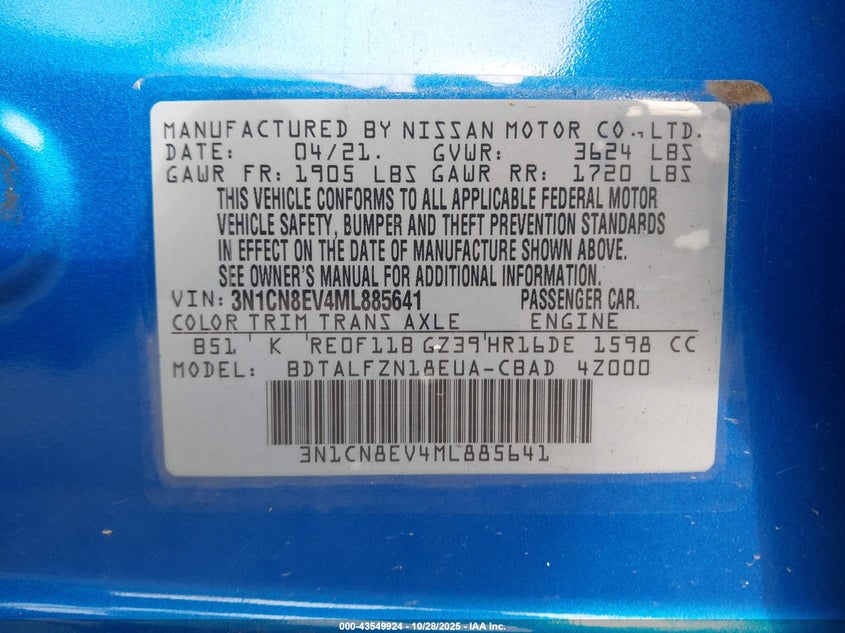 MANUFACTURED BY NISSAN MOTOR CO., LTD.
DATE: 04/21. GVWR: 3624 LBS
GAWR FR: 1905 LBS GAWR RR: 1720 LBS
THIS VEHICLE CONFORMS TO ALL APPLICABLE FEDERAL MOTOR
VEHICLE SAFETY, BUMPER AND THEFT PREVENTION STANDARDS
IN EFFECT ON THE DATE OF MANUFACTURE SHOWN ABOVE.
SEE OWNER'S MANUAL FOR ADDITIONAL INFORMATION.
VIN: 3N1CN8EV4ML885641 PASSENGER CAR.
COLOR TRIM TRANS AXLE ENGINE
B51 K RE0F11B GZ39 HR16DE 1598 CC
MODEL: BDTALFZN18EUA-CBAD 4Z000
3N1CN8EV4ML885641
000-43549924 - 10/28/2025 - IAA Inc.